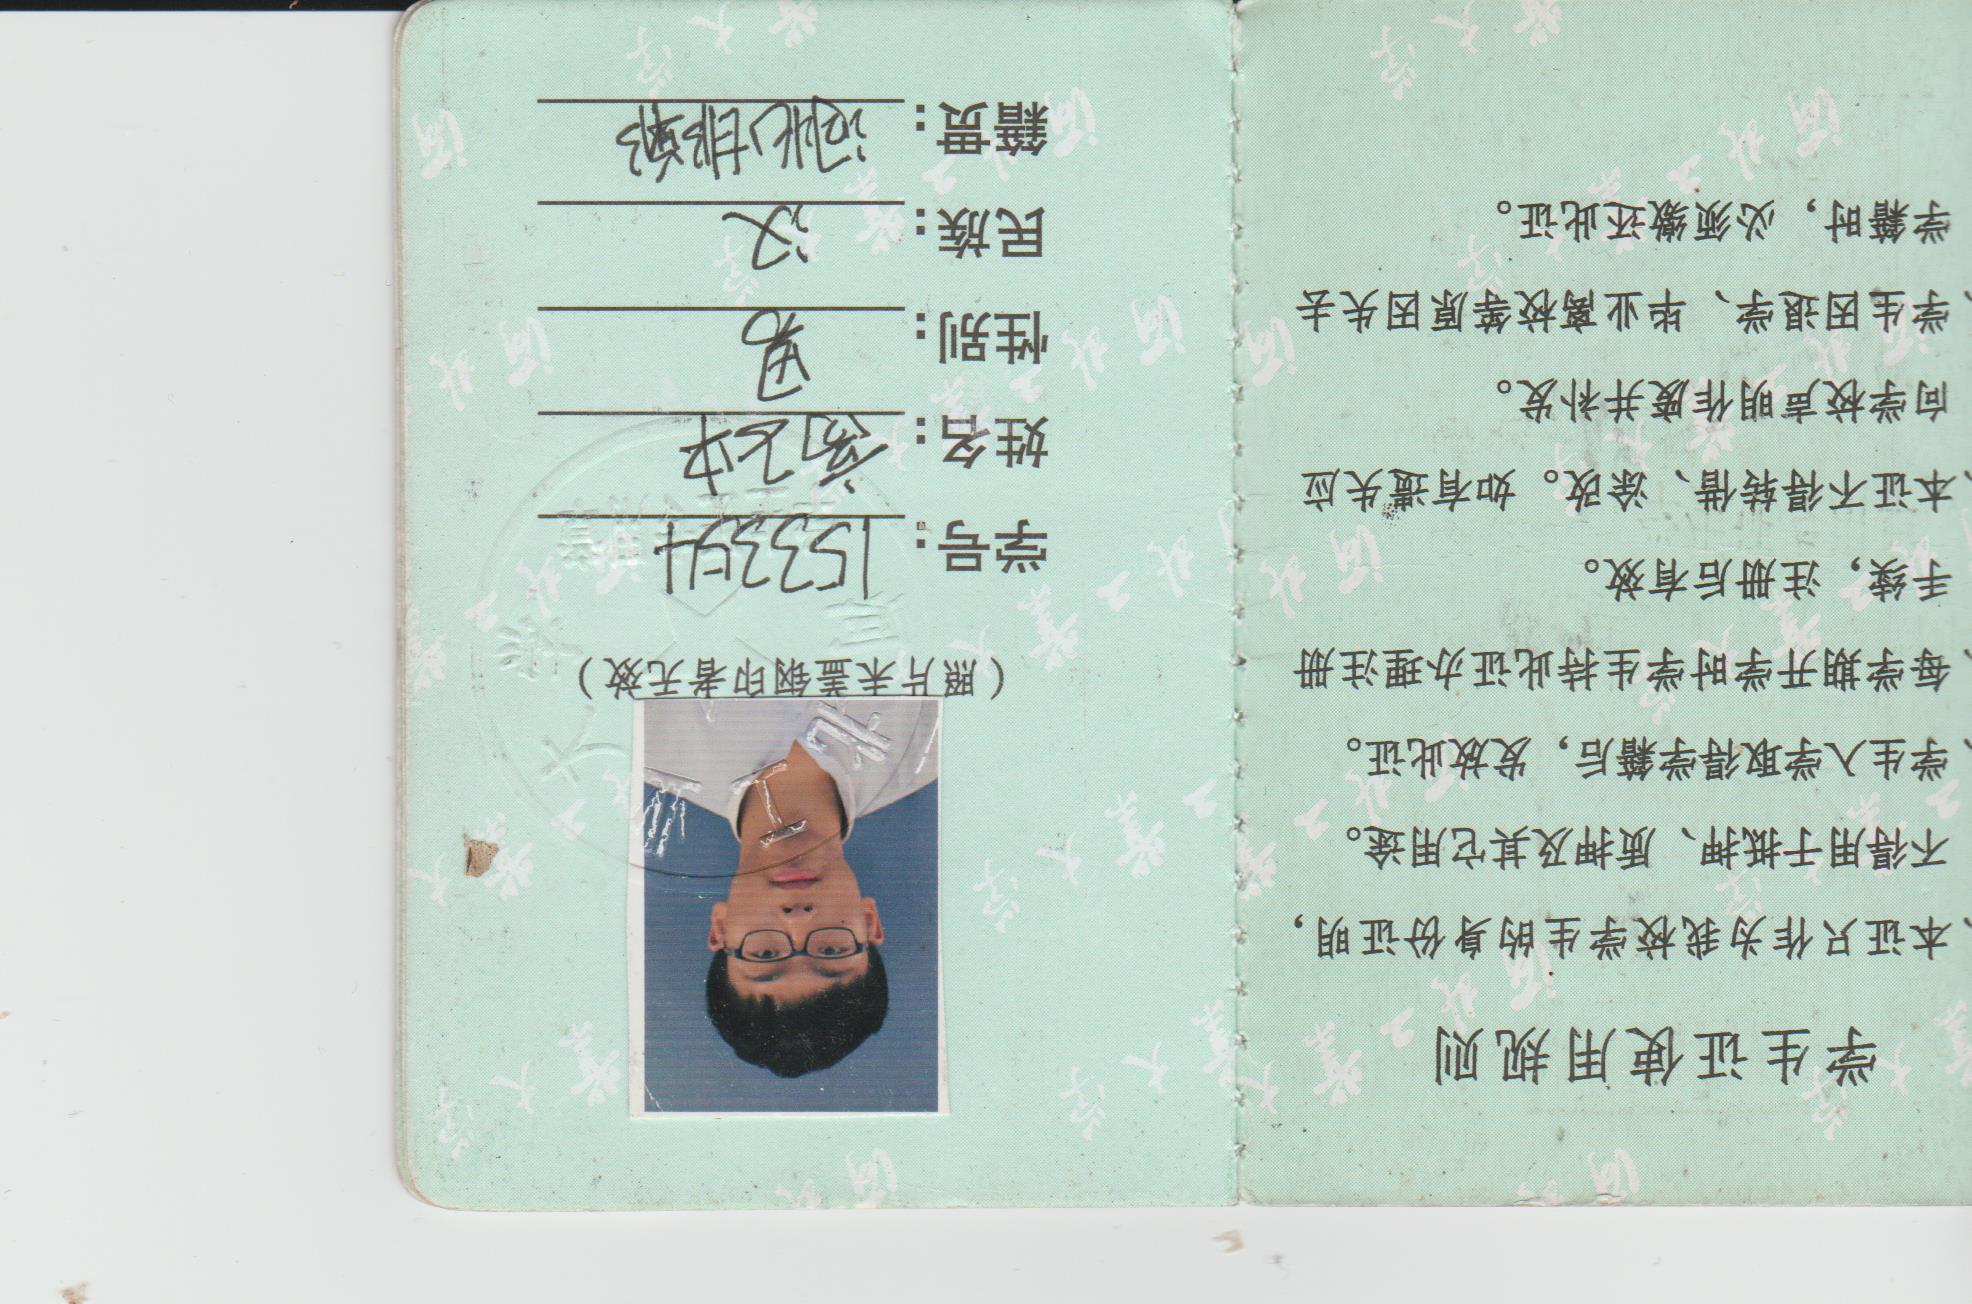 学生证使用规则
、本证只作为我校学生的身份证明，
不得用于抵押、质押及其它用途。
、学生入学取得学籍后，发放此证。
、每学期开学时学生持此证办理注册
手续，注册后有效。
、本证不得转借、涂改。如有遗失应
向学校声明作废并补发。
、学生因退学、毕业离校等原因失去
学籍时，必须缴还此证。
（照片未盖钢印者无效）
学号：153354
姓名：高飞中
性别：男
民族：汉
籍贯：河北邯郸
河北工业大学